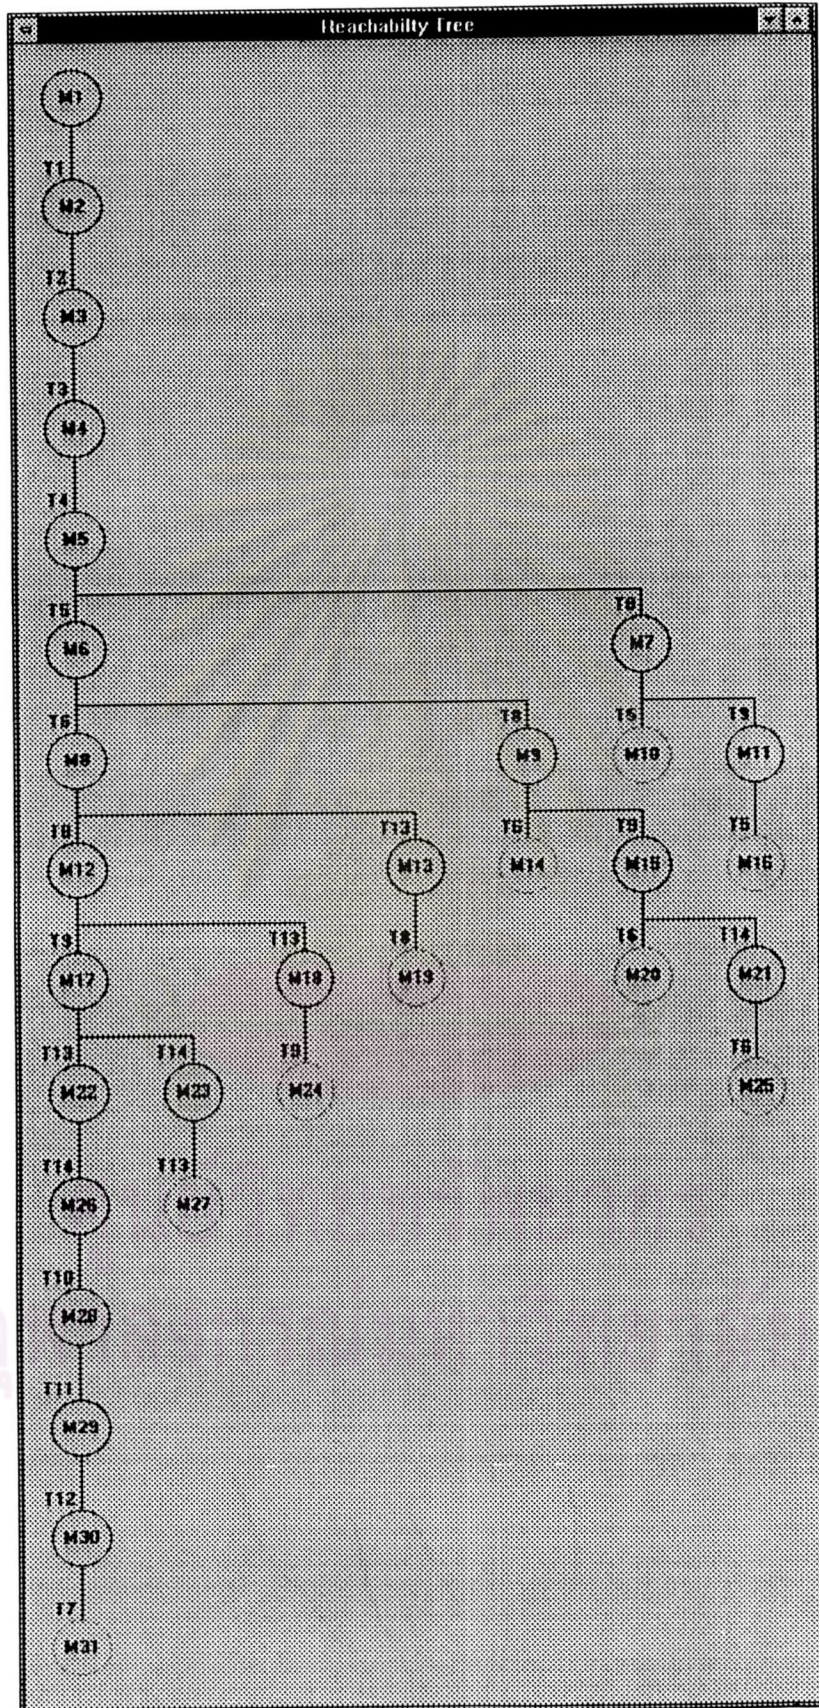 Reachabilty Tree
M1
T1
M2
T2
M3
T3
M4
T4
M5
T5 T6
M6 M7
T6 T8 T5 T9
M8 M9 M10 M11
T8 T13 T6 T9 T5
M12 M13 M14 M15 M16
T9 T13 T8 T6 T14
M17 M18 M19 M20 M21
T13 T14 T9 T6
M22 M23 M24 M25
T14 T13
M26 M27
T10
M28
T11
M29
T12
M30
T7
M31